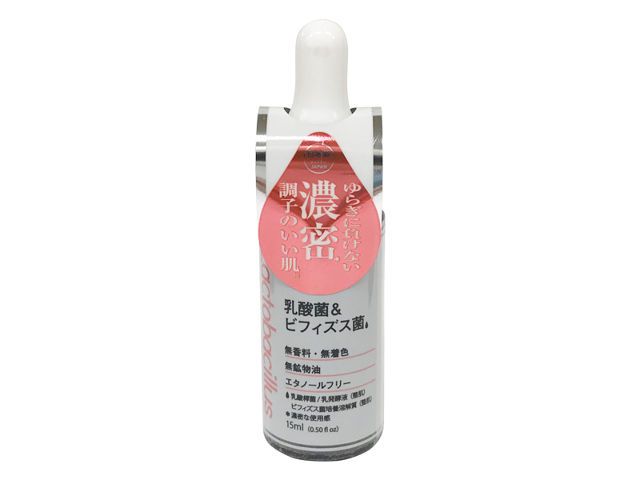 JAPAN
ゆらぎに負けない
濃密
調子のいい肌。
actobacillus
乳酸菌&
ビフィズス菌
無香料・無着色
無鉱物油
エタノールフリー
乳酸桿菌/乳発酵液(整肌)
ビフィズス菌培養溶解質(整肌)
※濃密な使用感
15ml (0.50 fl oz)